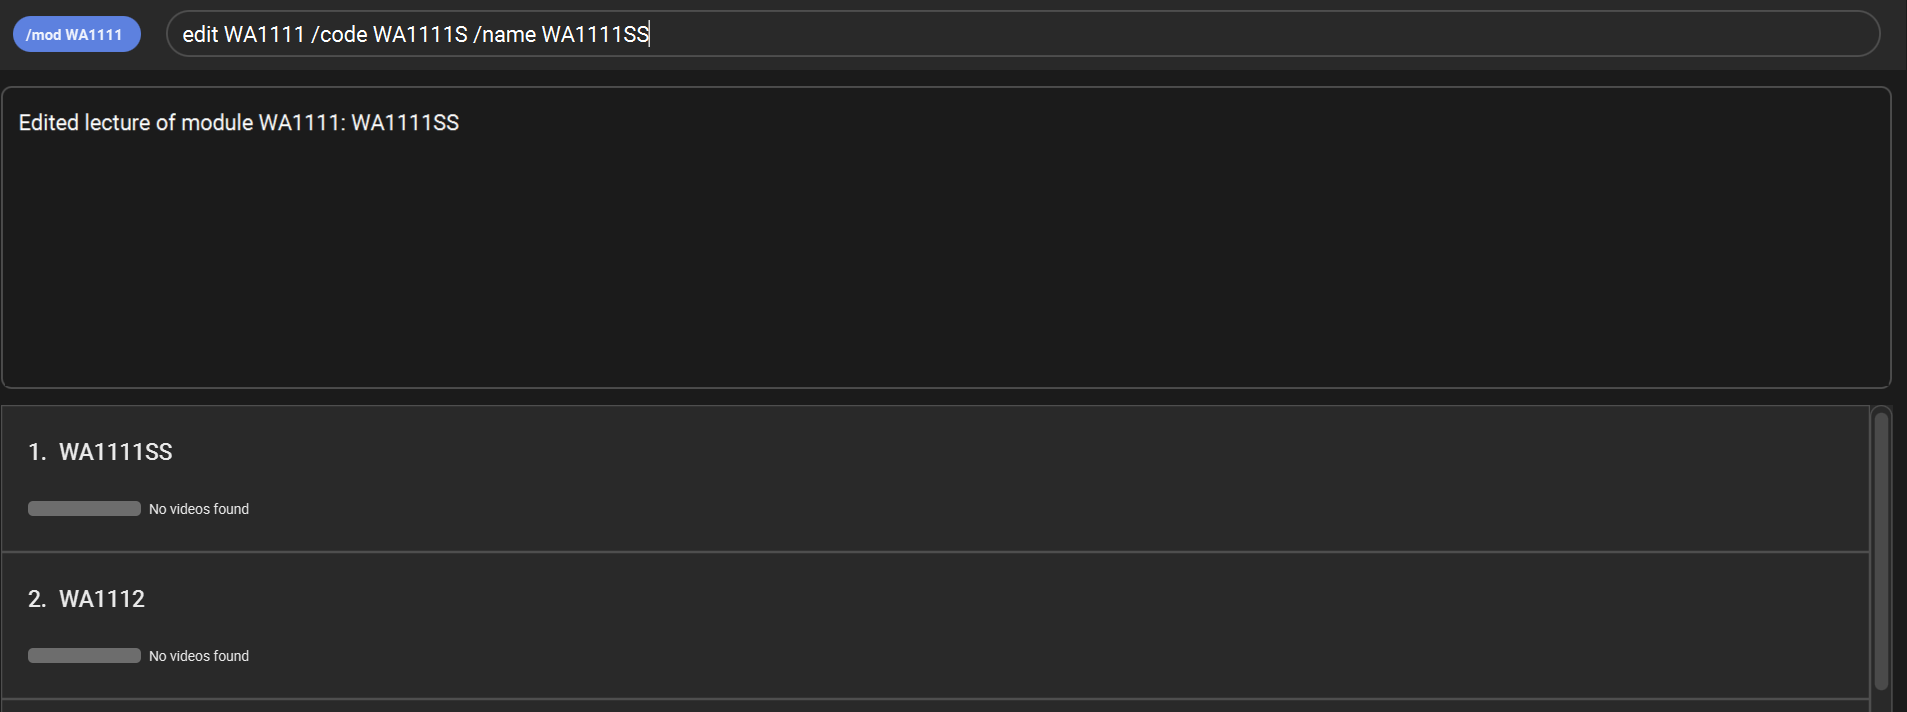 /mod WA1111
edit WA1111 /code WA1111S /name WA1111SS
Edited lecture of module WA1111: WA1111SS
1. WA1111SS
No videos found
2. WA1112
No videos found